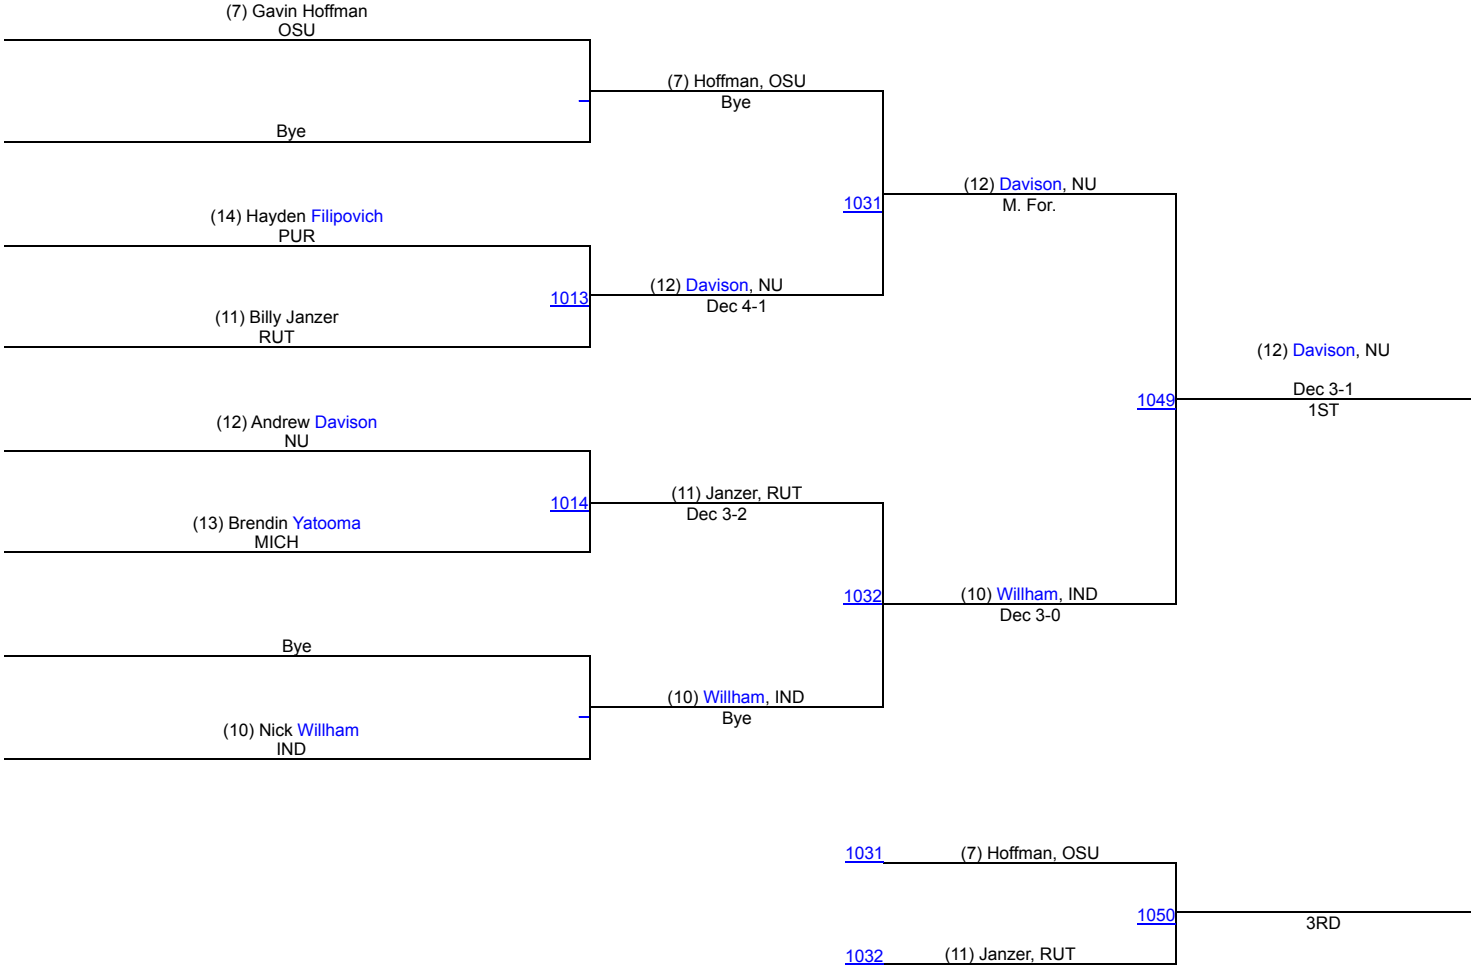 (7) Gavin Hoffman
OSU
Bye
(7) Hoffman, OSU
Bye
(14) Hayden Filipovich
PUR
1013
(11) Billy Janzer
RUT
(12) Davison, NU
Dec 4-1
1031
(12) Davison, NU
M. For.
(12) Andrew Davison
NU
1014
(13) Brendin Yatooma
MICH
(11) Janzer, RUT
Dec 3-2
Bye
(10) Nick Willham
IND
(10) Willham, IND
Bye
1032
(10) Willham, IND
Dec 3-0
1049
(12) Davison, NU
Dec 3-1
1ST
1031
(7) Hoffman, OSU
1050
3RD
1032
(11) Janzer, RUT